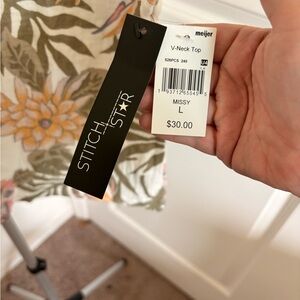 STITCH
STAR
meijer
V-Neck Top
MISSY
L
$30.00